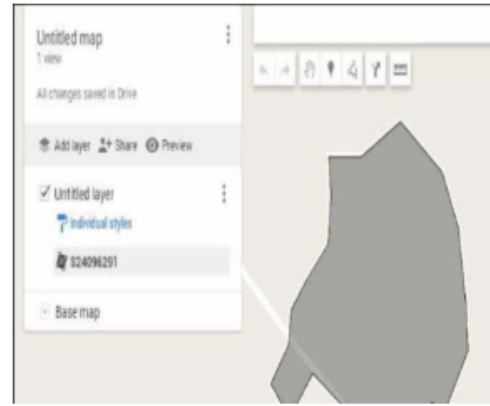 Untitled map
1 view
All changes saved in Drive
Add layer Share Preview
Untitled layer
Individual styles
S24096291
Base map